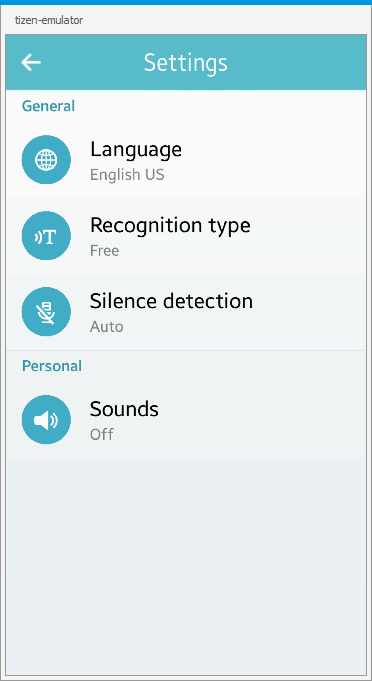 tizen-emulator
Settings
General
Language
English US
Recognition type
Free
Silence detection
Auto
Personal
Sounds
Off